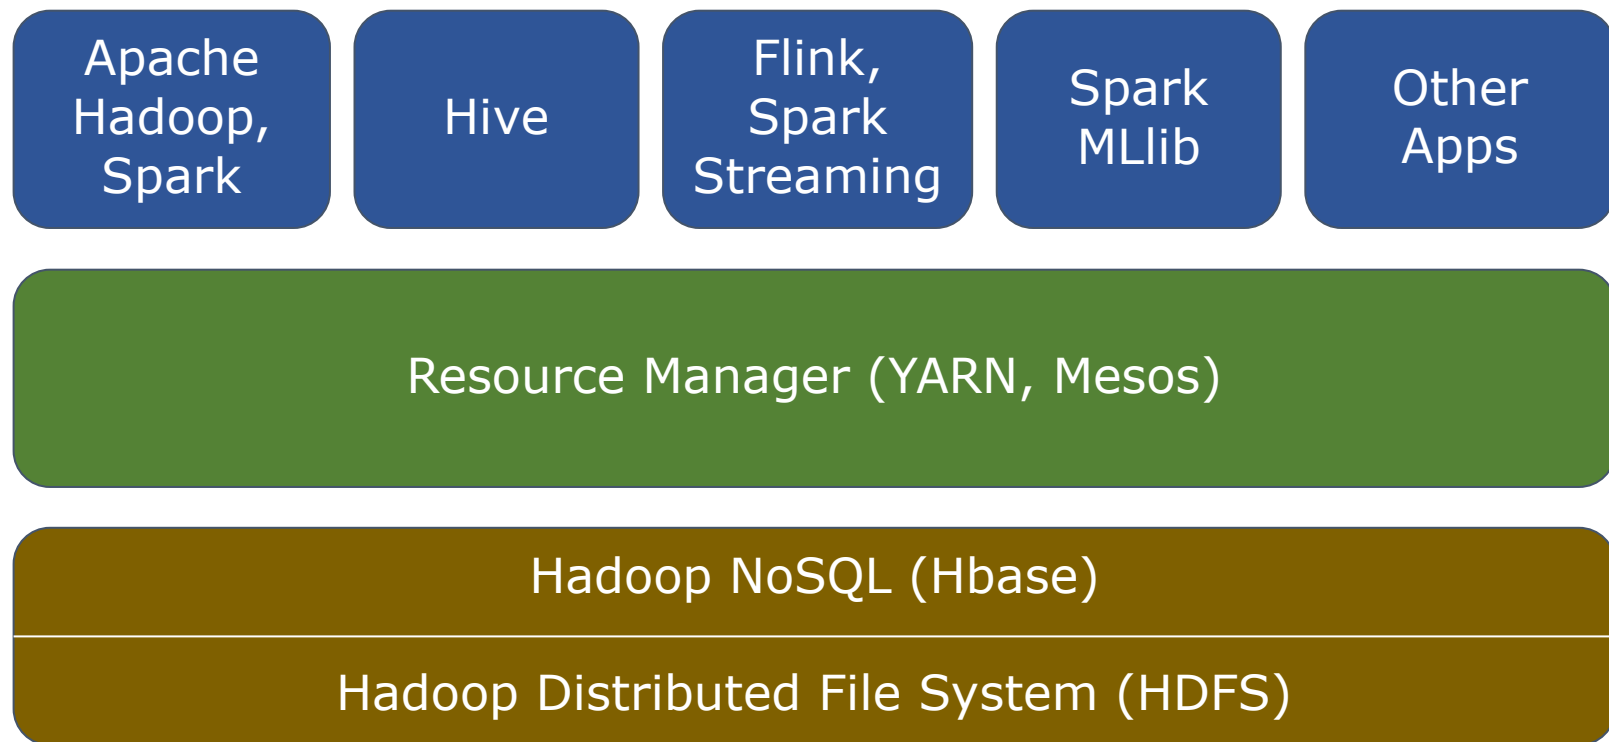 Apache
Hadoop,
Spark
Hive
Flink,
Spark
Streaming
Spark
MLlib
Other
Apps
Resource Manager (YARN, Mesos)
Hadoop NoSQL (Hbase)
Hadoop Distributed File System (HDFS)